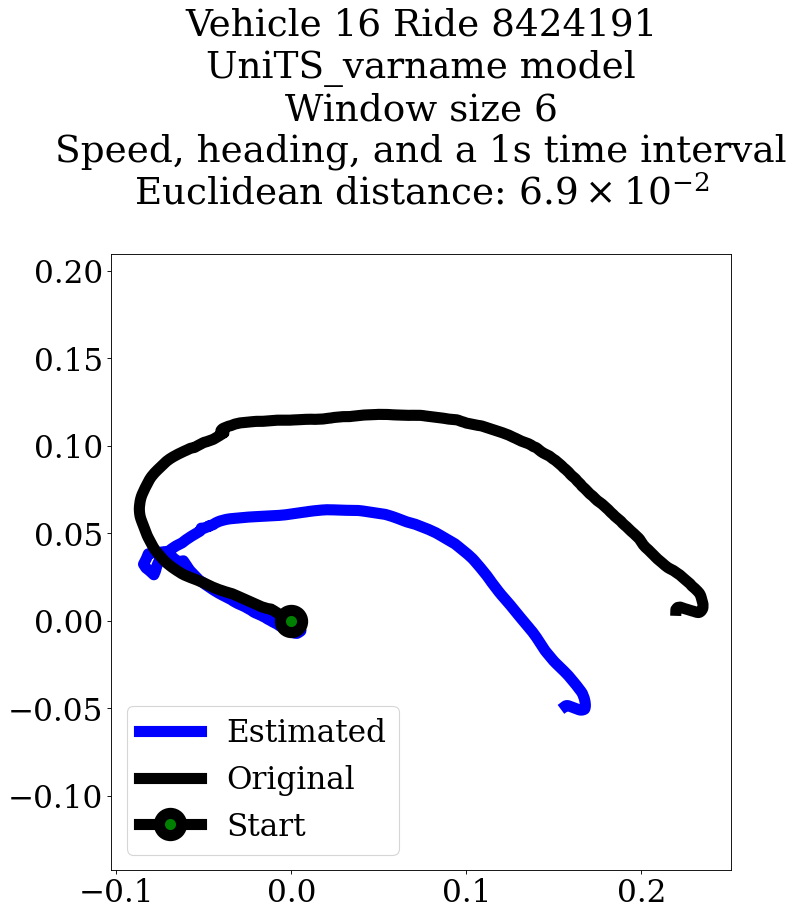 Vehicle 16 Ride 8424191
UniTS_varname model
Window size 6
Speed, heading, and a 1s time interval
Euclidean distance: 6.9 × 10⁻²
0.20
0.15
0.10
0.05
0.00
−0.05
−0.10
Estimated
Original
Start
−0.1
0.0
0.1
0.2